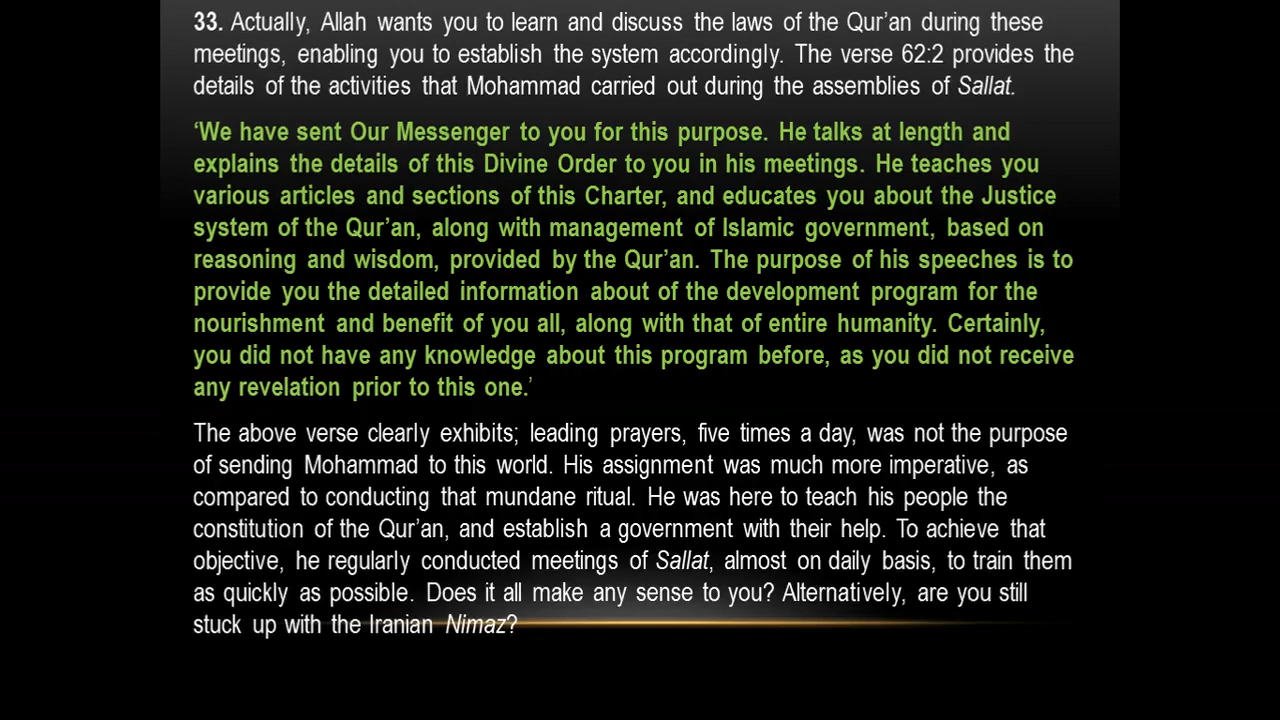 33. Actually, Allah wants you to learn and discuss the laws of the Qur’an during these
meetings, enabling you to establish the system accordingly. The verse 62:2 provides the
details of the activities that Mohammad carried out during the assemblies of Sallat.
‘We have sent Our Messenger to you for this purpose. He talks at length and
explains the details of this Divine Order to you in his meetings. He teaches you
various articles and sections of this Charter, and educates you about the Justice
system of the Qur’an, along with management of Islamic government, based on
reasoning and wisdom, provided by the Qur’an. The purpose of his speeches is to
provide you the detailed information about of the development program for the
nourishment and benefit of you all, along with that of entire humanity. Certainly,
you did not have any knowledge about this program before, as you did not receive
any revelation prior to this one.’
The above verse clearly exhibits; leading prayers, five times a day, was not the purpose
of sending Mohammad to this world. His assignment was much more imperative, as
compared to conducting that mundane ritual. He was here to teach his people the
constitution of the Qur’an, and establish a government with their help. To achieve that
objective, he regularly conducted meetings of Sallat, almost on daily basis, to train them
as quickly as possible. Does it all make any sense to you? Alternatively, are you still
stuck up with the Iranian Nimaz?